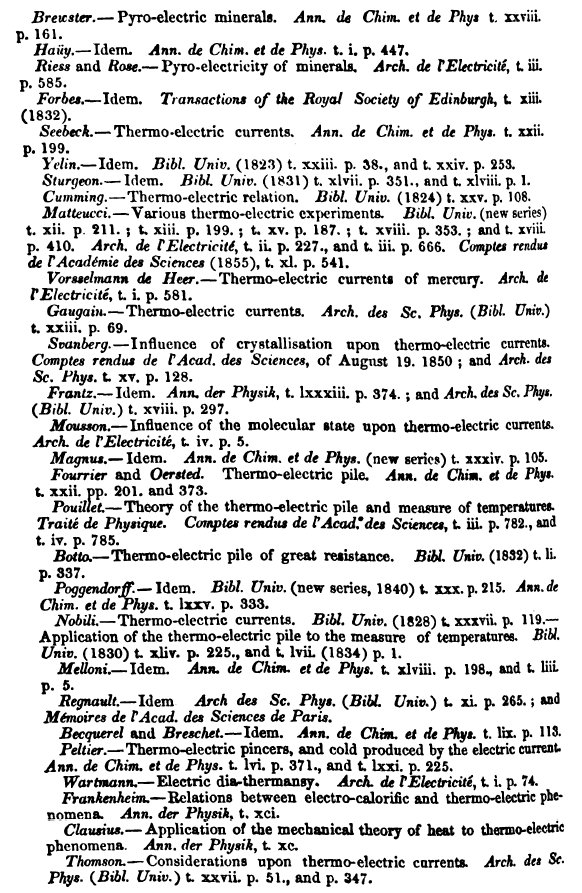 Brewster.—Pyro-electric minerals. Ann. de Chim. et de Phys t. xxviii.
p. 161.
Haüy.—Idem. Ann. de Chim. et de Phys. t. i. p. 447.
Riess and Rose.—Pyro-electricity of minerals. Arch. de l'Electricité, t. iii.
p. 585.
Forbes.—Idem. Transactions of the Royal Society of Edinburgh, t. xiii.
(1832).
Seebeck.—Thermo-electric currents. Ann. de Chim. et de Phys. t. xxii.
p. 199.
Yelin.—Idem. Bibl. Univ. (1823) t. xxiii. p. 38., and t. xxiv. p. 253.
Sturgeon.—Idem. Bibl. Univ. (1831) t. xlvii. p. 351., and t. xlviii. p. 1.
Cumming.—Thermo-electric relation. Bibl. Univ. (1824) t. xxv. p. 108.
Matteucci.—Various thermo-electric experiments. Bibl. Univ. (new series)
t. xii. p. 211. ; t. xiii. p. 199. ; t. xv. p. 187. ; t. xviii. p. 353. ; and t. xviii.
p. 410. Arch. de l'Electricité, t. ii. p. 227., and t. iii. p. 666. Comptes rendus
de l'Académie des Sciences (1855), t. xl. p. 541.
Vorsselmann de Heer.—Thermo-electric currents of mercury. Arch. de
l'Electricité, t. i. p. 581.
Gaugain.—Thermo-electric currents. Arch. des Sc. Phys. (Bibl. Univ.)
t. xxiii. p. 69.
Svanberg.—Influence of crystallisation upon thermo-electric currents.
Comptes rendus de l'Acad. des Sciences, of August 19. 1850 ; and Arch. des
Sc. Phys. t. xv. p. 128.
Frantz.—Idem. Ann. der Physik, t. lxxxiii. p. 374. ; and Arch. des Sc. Phys.
(Bibl. Univ.) t. xviii. p. 297.
Mousson.—Influence of the molecular state upon thermo-electric currents.
Arch. de l'Electricité, t. iv. p. 5.
Magnus.—Idem. Ann. de Chim. et de Phys. (new series) t. xxxiv. p. 105.
Fourrier and Oersted. Thermo-electric pile. Ann. de Chim. et de Phys.
t. xxii. pp. 201. and 373.
Pouillet.—Theory of the thermo-electric pile and measure of temperatures.
Traité de Physique. Comptes rendus de l'Acad. des Sciences, t. iii. p. 782., and
t. iv. p. 785.
Botto.—Thermo-electric pile of great resistance. Bibl. Univ. (1832) t. li.
p. 337.
Poggendorff.—Idem. Bibl. Univ. (new series, 1840) t. xxx. p. 215. Ann. de
Chim. et de Phys. t. lxxv. p. 333.
Nobili.—Thermo-electric currents. Bibl. Univ. (1828) t. xxxvii. p. 119.—
Application of the thermo-electric pile to the measure of temperatures. Bibl.
Univ. (1830) t. xliv. p. 225., and t. lvii. (1834) p. 1.
Melloni.—Idem. Ann. de Chim. et de Phys. t. xlviii. p. 198., and t. liii.
p. 5.
Regnault.—Idem Arch des Sc. Phys. (Bibl. Univ.) t. xi. p. 265. ; and
Mémoires de l'Acad. des Sciences de Paris.
Becquerel and Breschet.—Idem. Ann. de Chim. et de Phys. t. lix. p. 113.
Peltier.—Thermo-electric pincers, and cold produced by the electric current.
Ann. de Chim. et de Phys. t. lvi. p. 371., and t. lxxi. p. 225.
Wartmann.—Electric dia-thermansy. Arch. de l'Electricité, t. i. p. 74.
Frankenheim.—Relations between electro-calorific and thermo-electric phe-
nomena. Ann. der Physik, t. xci.
Clausius.—Application of the mechanical theory of heat to thermo-electric
phenomena. Ann. der Physik, t. xc.
Thomson.—Considerations upon thermo-electric currents. Arch. des Sc.
Phys. (Bibl. Univ.) t. xxvii. p. 51., and p. 347.